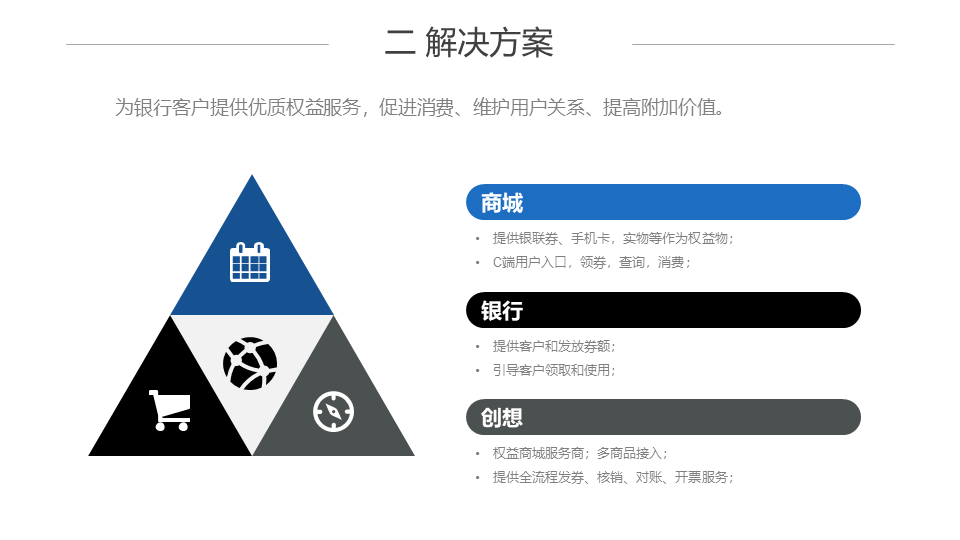 二 解决方案
为银行客户提供优质权益服务，促进消费、维护用户关系、提高附加价值。
商城
• 提供银联券、手机卡，实物等作为权益物；
• C端用户入口，领券，查询，消费；
银行
• 提供客户和发放券额；
• 引导客户领取和使用；
创想
• 权益商城服务商；多商品接入；
• 提供全流程发券、核销、对账、开票服务；